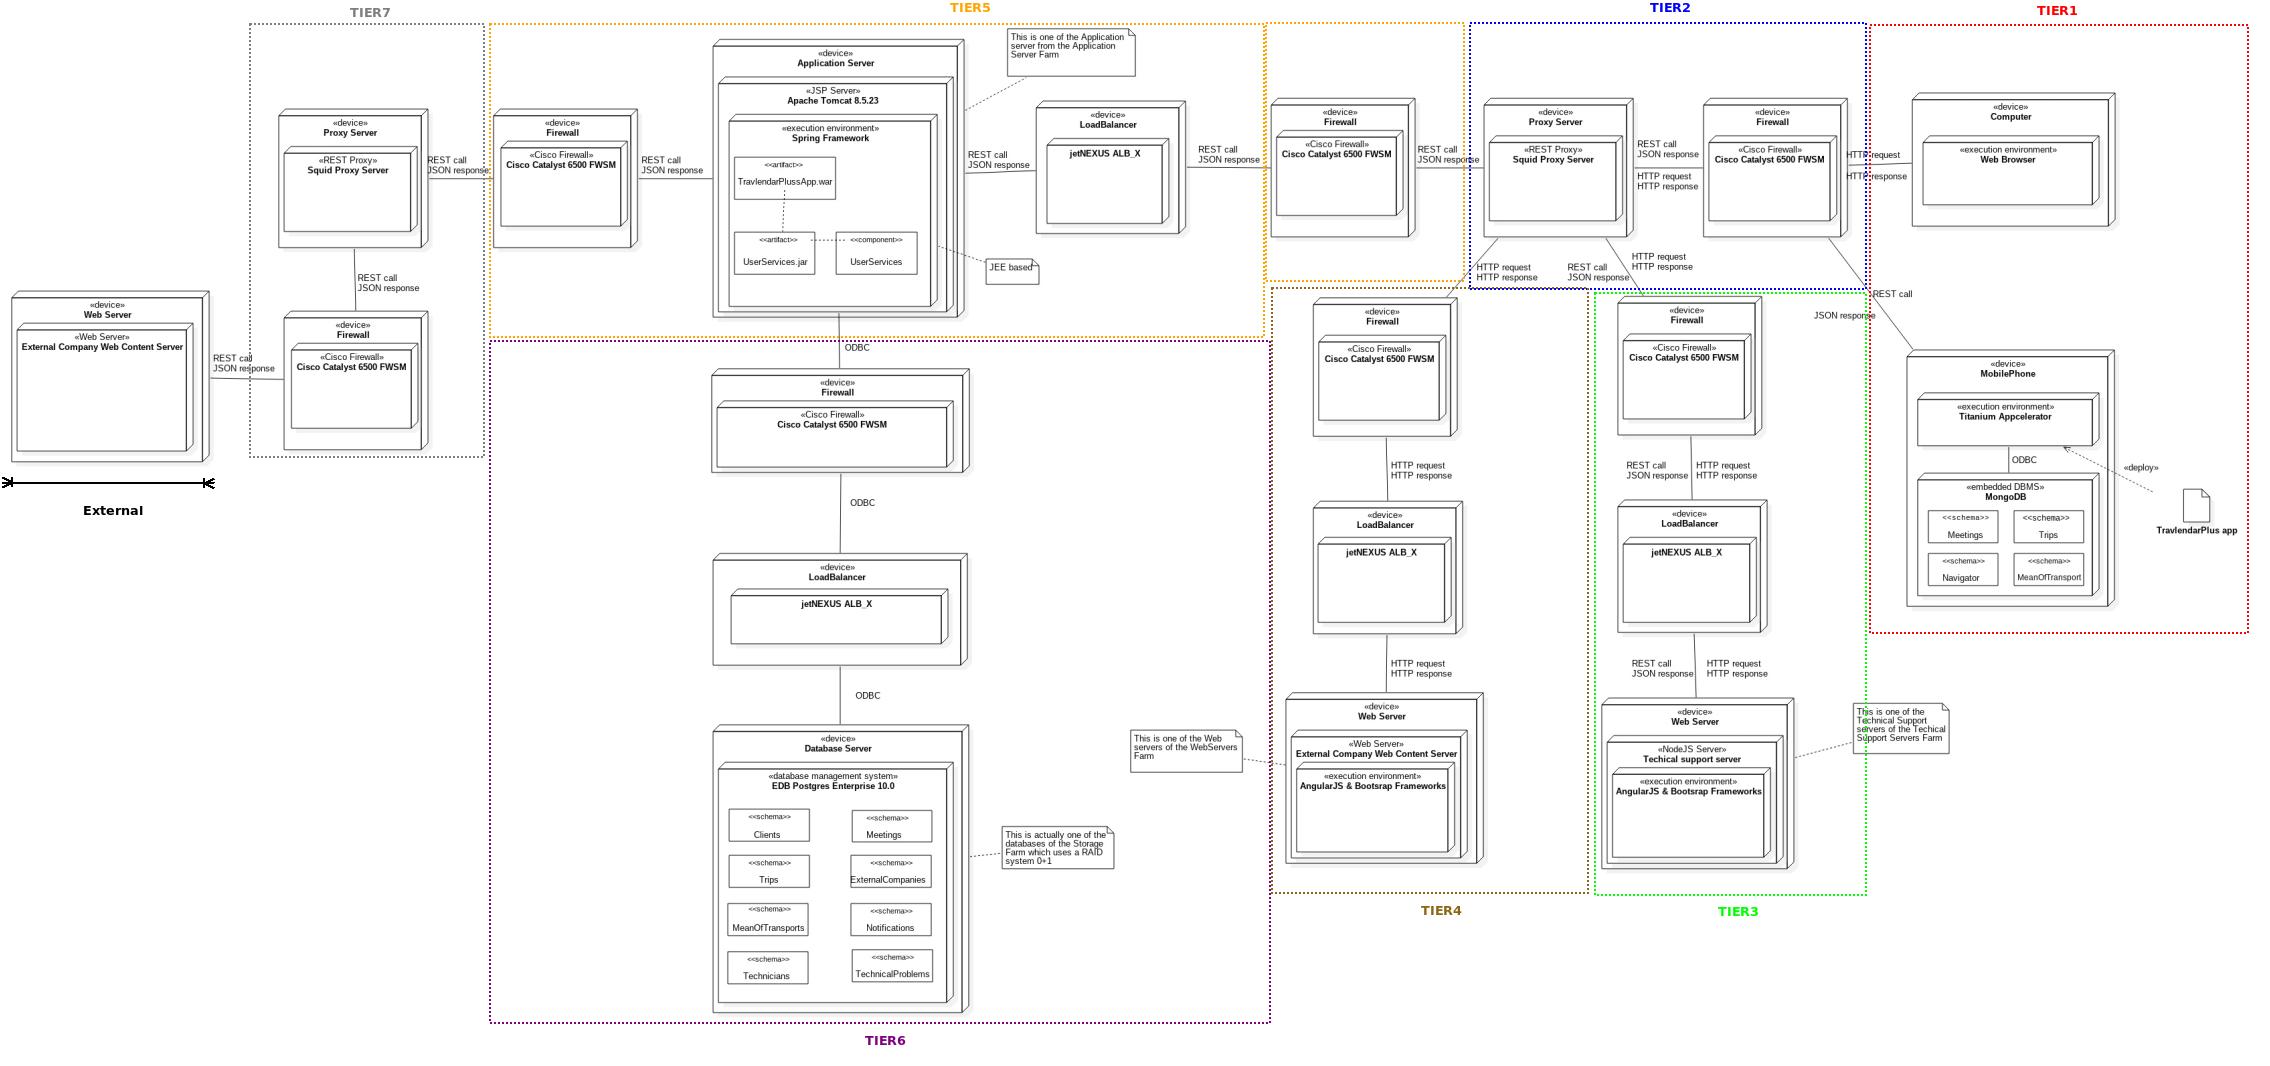 TIER7
TIER5
TIER2
TIER1
«device»
Application Server
«JSP Server»
Apache Tomcat 8.5.23
«execution environment»
Spring Framework
<<artifact>>
TravlendarPlussApp.war
<<artifact>>
UserServices.jar
<<component>>
UserServices
This is one of the Application
server from the Application
Server Farm
JEE based
«device»
Proxy Server
«REST Proxy»
Squid Proxy Server
REST call
JSON response
«device»
Firewall
«Cisco Firewall»
Cisco Catalyst 6500 FWSM
REST call
JSON response
REST call
JSON response
«device»
LoadBalancer
jetNEXUS ALB_X
REST call
JSON response
«device»
Firewall
«Cisco Firewall»
Cisco Catalyst 6500 FWSM
REST call
JSON response
«device»
Proxy Server
«REST Proxy»
Squid Proxy Server
REST call
JSON response
HTTP request
HTTP response
«device»
Firewall
«Cisco Firewall»
Cisco Catalyst 6500 FWSM
HTTP request
HTTP response
«device»
Computer
«execution environment»
Web Browser
REST call
JSON response
«device»
Web Server
«Web Server»
External Company Web Content Server
REST call
JSON response
«device»
Firewall
«Cisco Firewall»
Cisco Catalyst 6500 FWSM
External
HTTP request
HTTP response
REST call
JSON response
HTTP request
HTTP response
REST call
JSON response
ODBC
«device»
Firewall
«Cisco Firewall»
Cisco Catalyst 6500 FWSM
ODBC
«device»
LoadBalancer
jetNEXUS ALB_X
ODBC
«device»
Database Server
«database management system»
EDB Postgres Enterprise 10.0
<<schema>>
Clients
<<schema>>
Meetings
<<schema>>
Trips
<<schema>>
ExternalCompanies
<<schema>>
MeanOfTransports
<<schema>>
Notifications
<<schema>>
Technicians
<<schema>>
TechnicalProblems
This is actually one of the
databases of the Storage
Farm which uses a RAID
system 0+1
TIER6
«device»
Firewall
«Cisco Firewall»
Cisco Catalyst 6500 FWSM
HTTP request
HTTP response
«device»
LoadBalancer
jetNEXUS ALB_X
HTTP request
HTTP response
«device»
Web Server
«Web Server»
External Company Web Content Server
«execution environment»
AngularJS & Bootsrap Frameworks
This is one of the Web
servers of the WebServers
Farm
TIER4
«device»
Firewall
«Cisco Firewall»
Cisco Catalyst 6500 FWSM
REST call
JSON response
HTTP request
HTTP response
«device»
LoadBalancer
jetNEXUS ALB_X
REST call
JSON response
HTTP request
HTTP response
«device»
Web Server
«NodeJS Server»
Techical support server
«execution environment»
AngularJS & Bootsrap Frameworks
This is one of the
Technical Support
servers of the Techical
Support Servers Farm
TIER3
«device»
MobilePhone
«execution environment»
Titanium Appcelerator
ODBC
«embedded DBMS»
MongoDB
<<schema>>
Meetings
<<schema>>
Trips
<<schema>>
Navigator
<<schema>>
MeanOfTransport
«deploy»
TravlendarPlus app